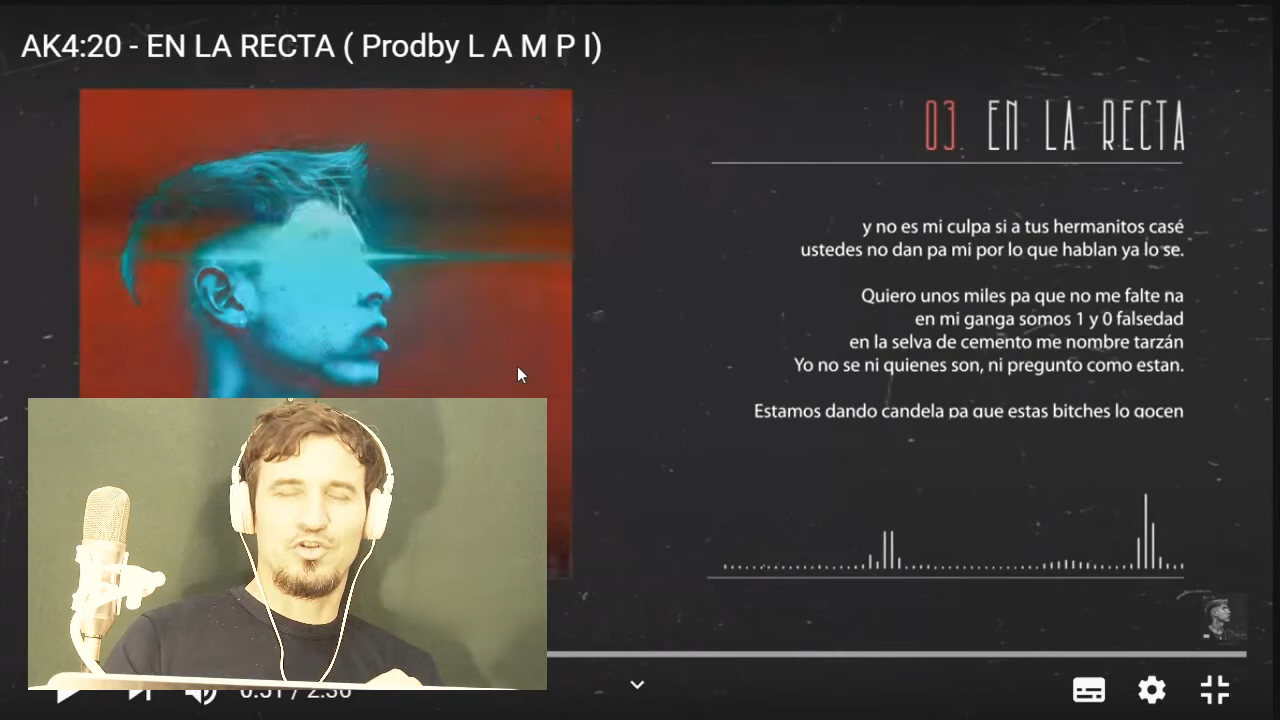 AK4:20 - EN LA RECTA ( Prodby L A M P I)
03. EN LA RECTA
y no es mi culpa si a tus hermanitos casé
ustedes no dan pa mi por lo que hablan ya lo se.
Quiero unos miles pa que no me falte na
en mi ganga somos 1 y 0 falsedad
en la selva de cemento me nombre tarzán
Yo no se ni quienes son, ni pregunto como estan.
Estamos dando candela pa que estas bitches lo gocen